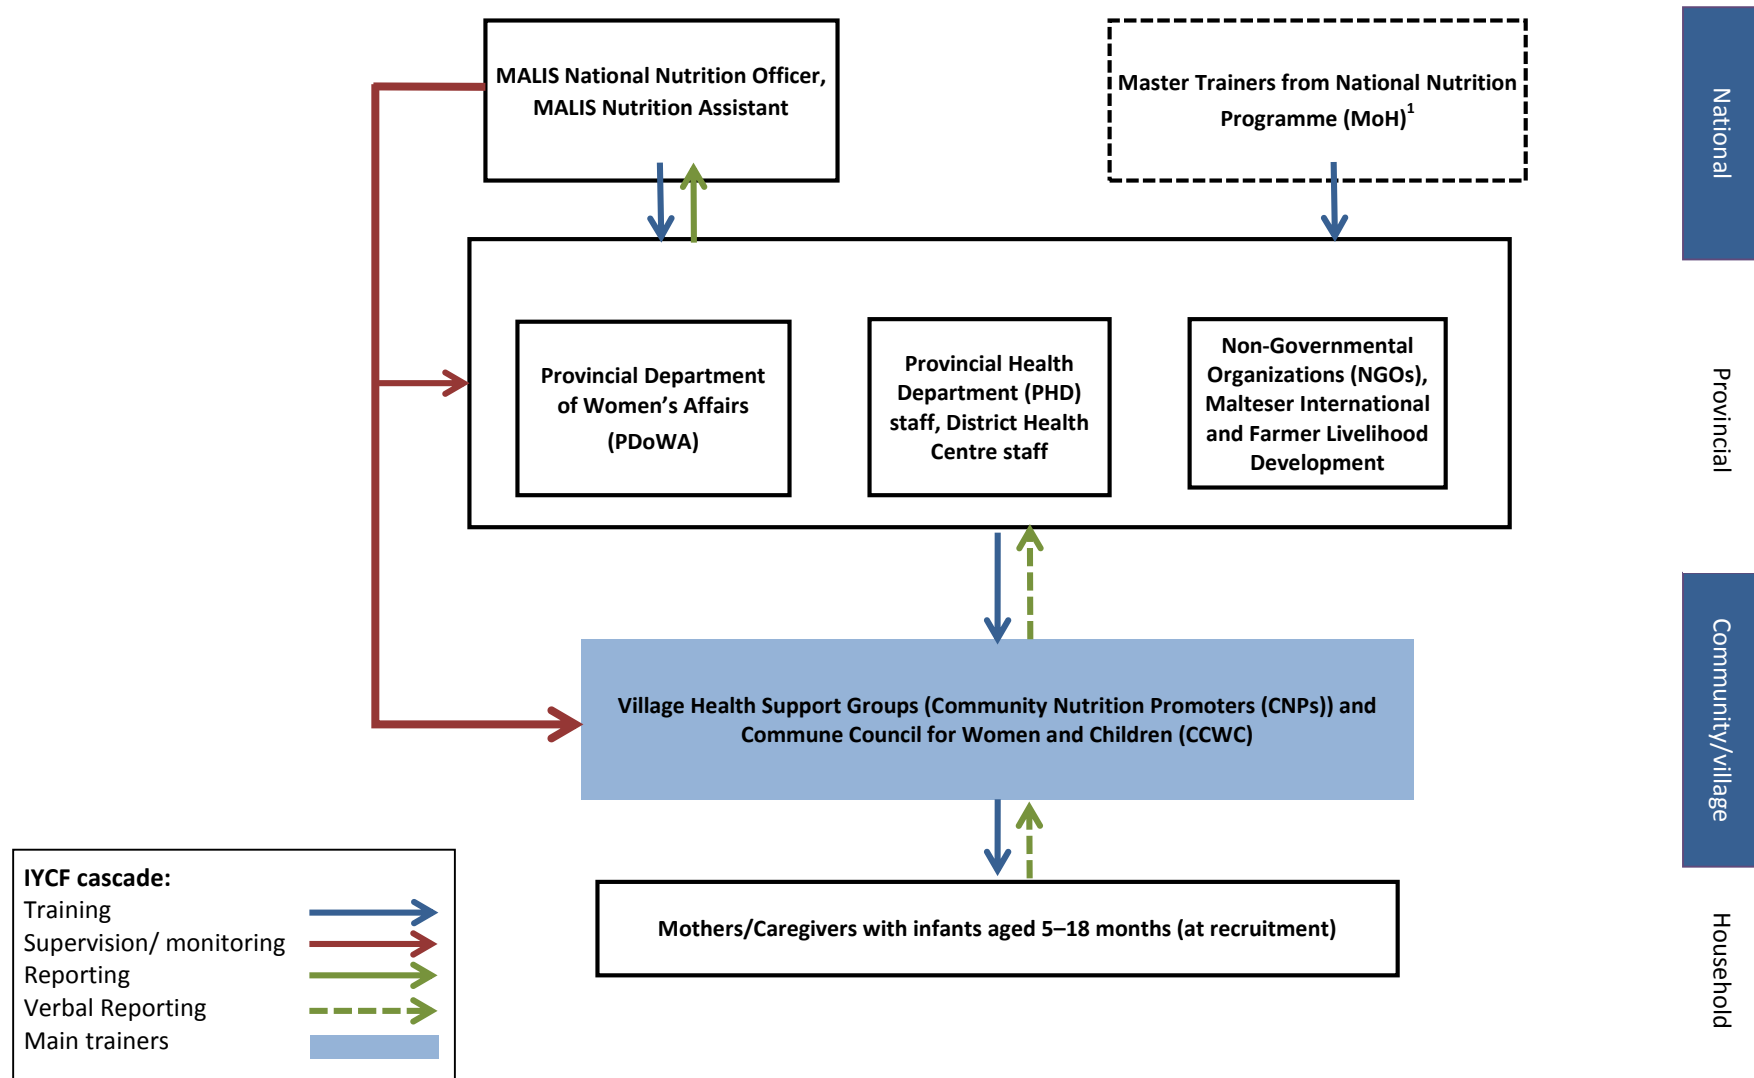 MALIS National Nutrition Officer,
MALIS Nutrition Assistant
Master Trainers from National Nutrition
Programme (MoH)1
National
Provincial Department
of Women’s Affairs
(PDoWA)
Provincial Health
Department (PHD)
staff, District Health
Centre staff
Non-Governmental
Organizations (NGOs),
Malteser International
and Farmer Livelihood
Development
Provincial
Village Health Support Groups (Community Nutrition Promoters (CNPs)) and
Commune Council for Women and Children (CCWC)
Community/village
Mothers/Caregivers with infants aged 5–18 months (at recruitment)
Household
IYCF cascade:
Training
Supervision/ monitoring
Reporting
Verbal Reporting
Main trainers